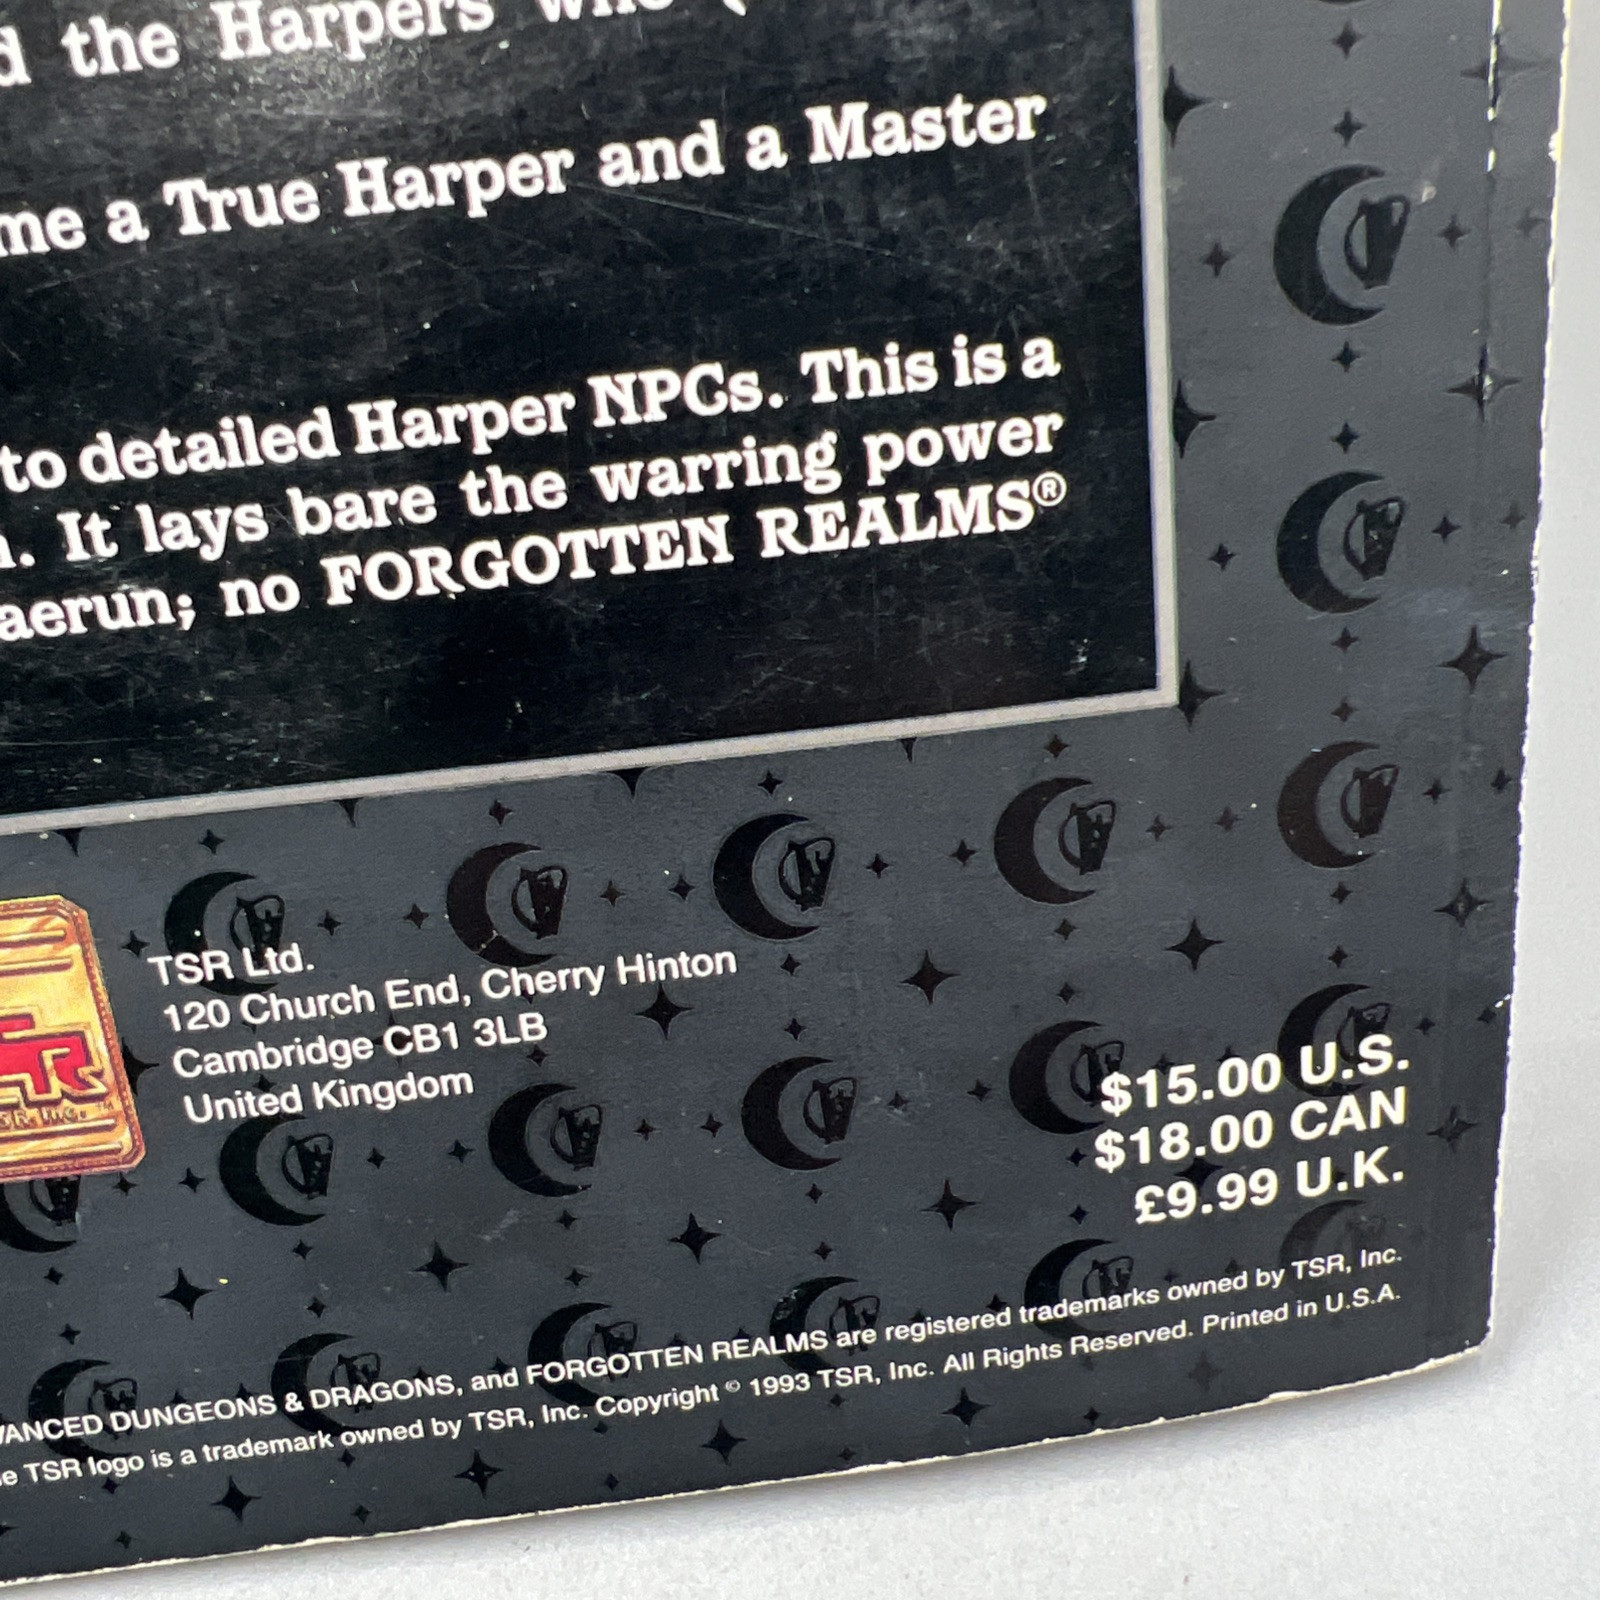 d the Harpers who
me a True Harper and a Master
to detailed Harper NPCs. This is a
. It lays bare the warring power
aerun; no FORGOTTEN REALMS®
TSR Ltd.
120 Church End, Cherry Hinton
Cambridge CB1 3LB
United Kingdom
$15.00 U.S.
$18.00 CAN
£9.99 U.K.
VANCED DUNGEONS & DRAGONS, and FORGOTTEN REALMS are registered trademarks owned by TSR, Inc.
e TSR logo is a trademark owned by TSR, Inc. Copyright © 1993 TSR, Inc. All Rights Reserved. Printed in U.S.A.